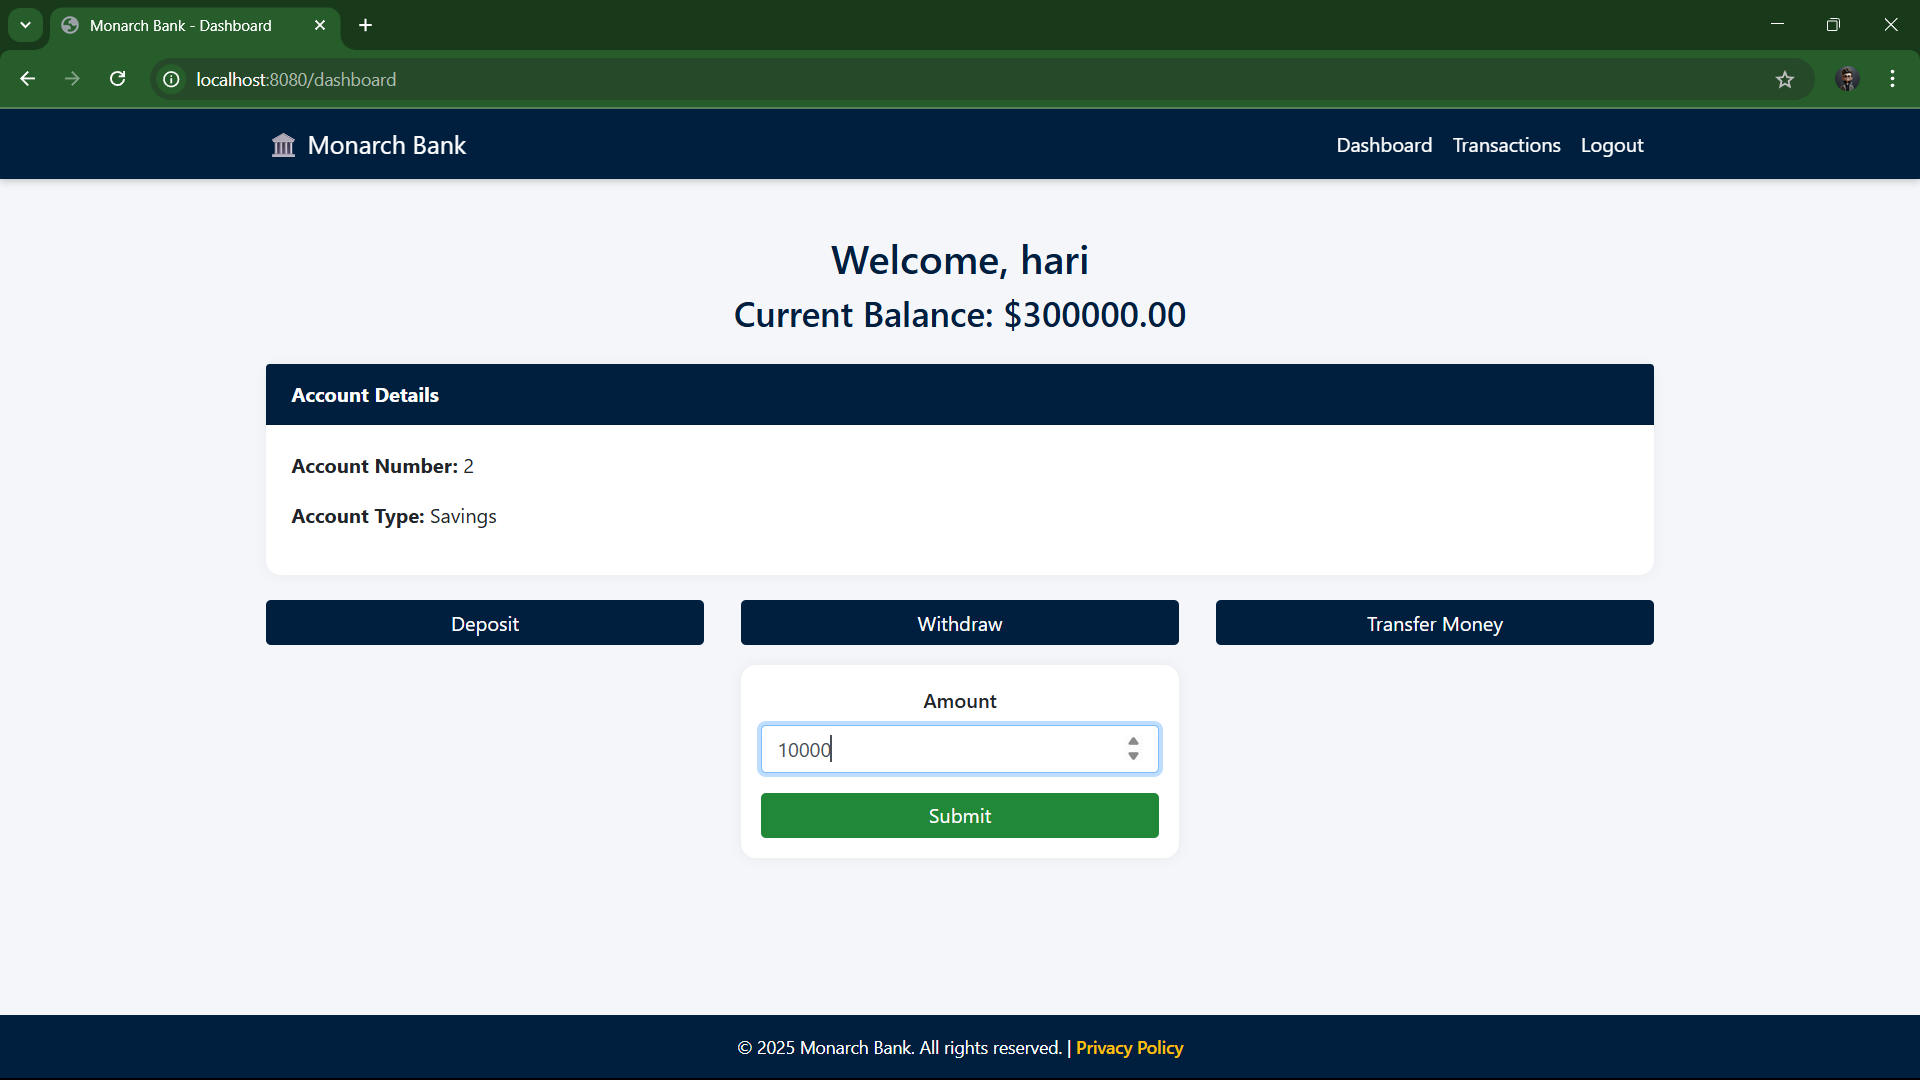 Monarch Bank - Dashboard
localhost:8080/dashboard
Monarch Bank
Dashboard Transactions Logout
Welcome, hari
Current Balance: $300000.00
Account Details
Account Number: 2
Account Type: Savings
Deposit Withdraw Transfer Money
Amount
10000
Submit
© 2025 Monarch Bank. All rights reserved. | Privacy Policy